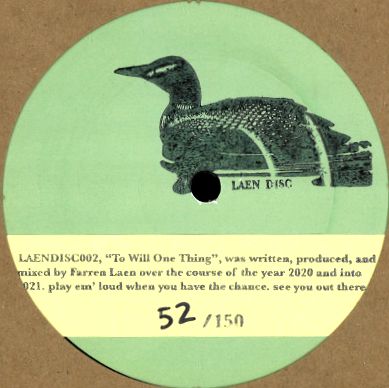 LAEN DISC
LAENDISC002, “To Will One Thing”, was written, produced, and
mixed by Farren Laen over the course of the year 2020 and into
2021. play em' loud when you have the chance. see you out there
52 /150